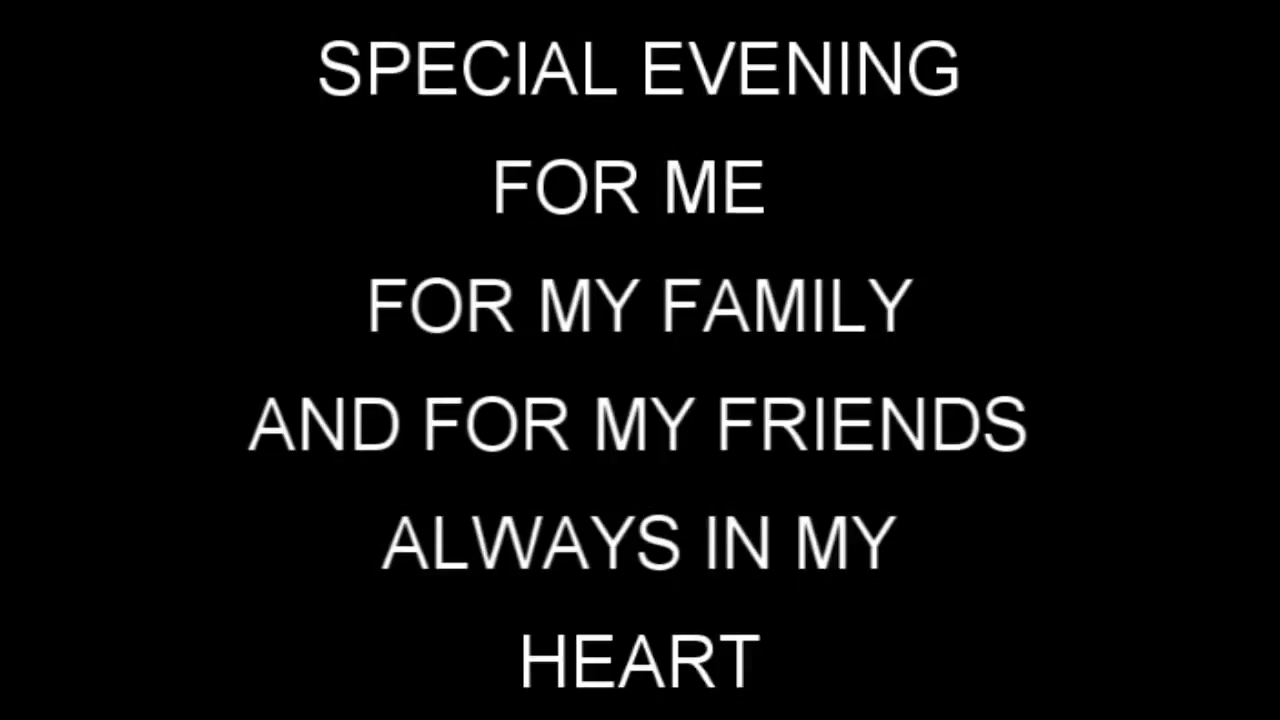 SPECIAL EVENING
FOR ME
FOR MY FAMILY
AND FOR MY FRIENDS
ALWAYS IN MY
HEART